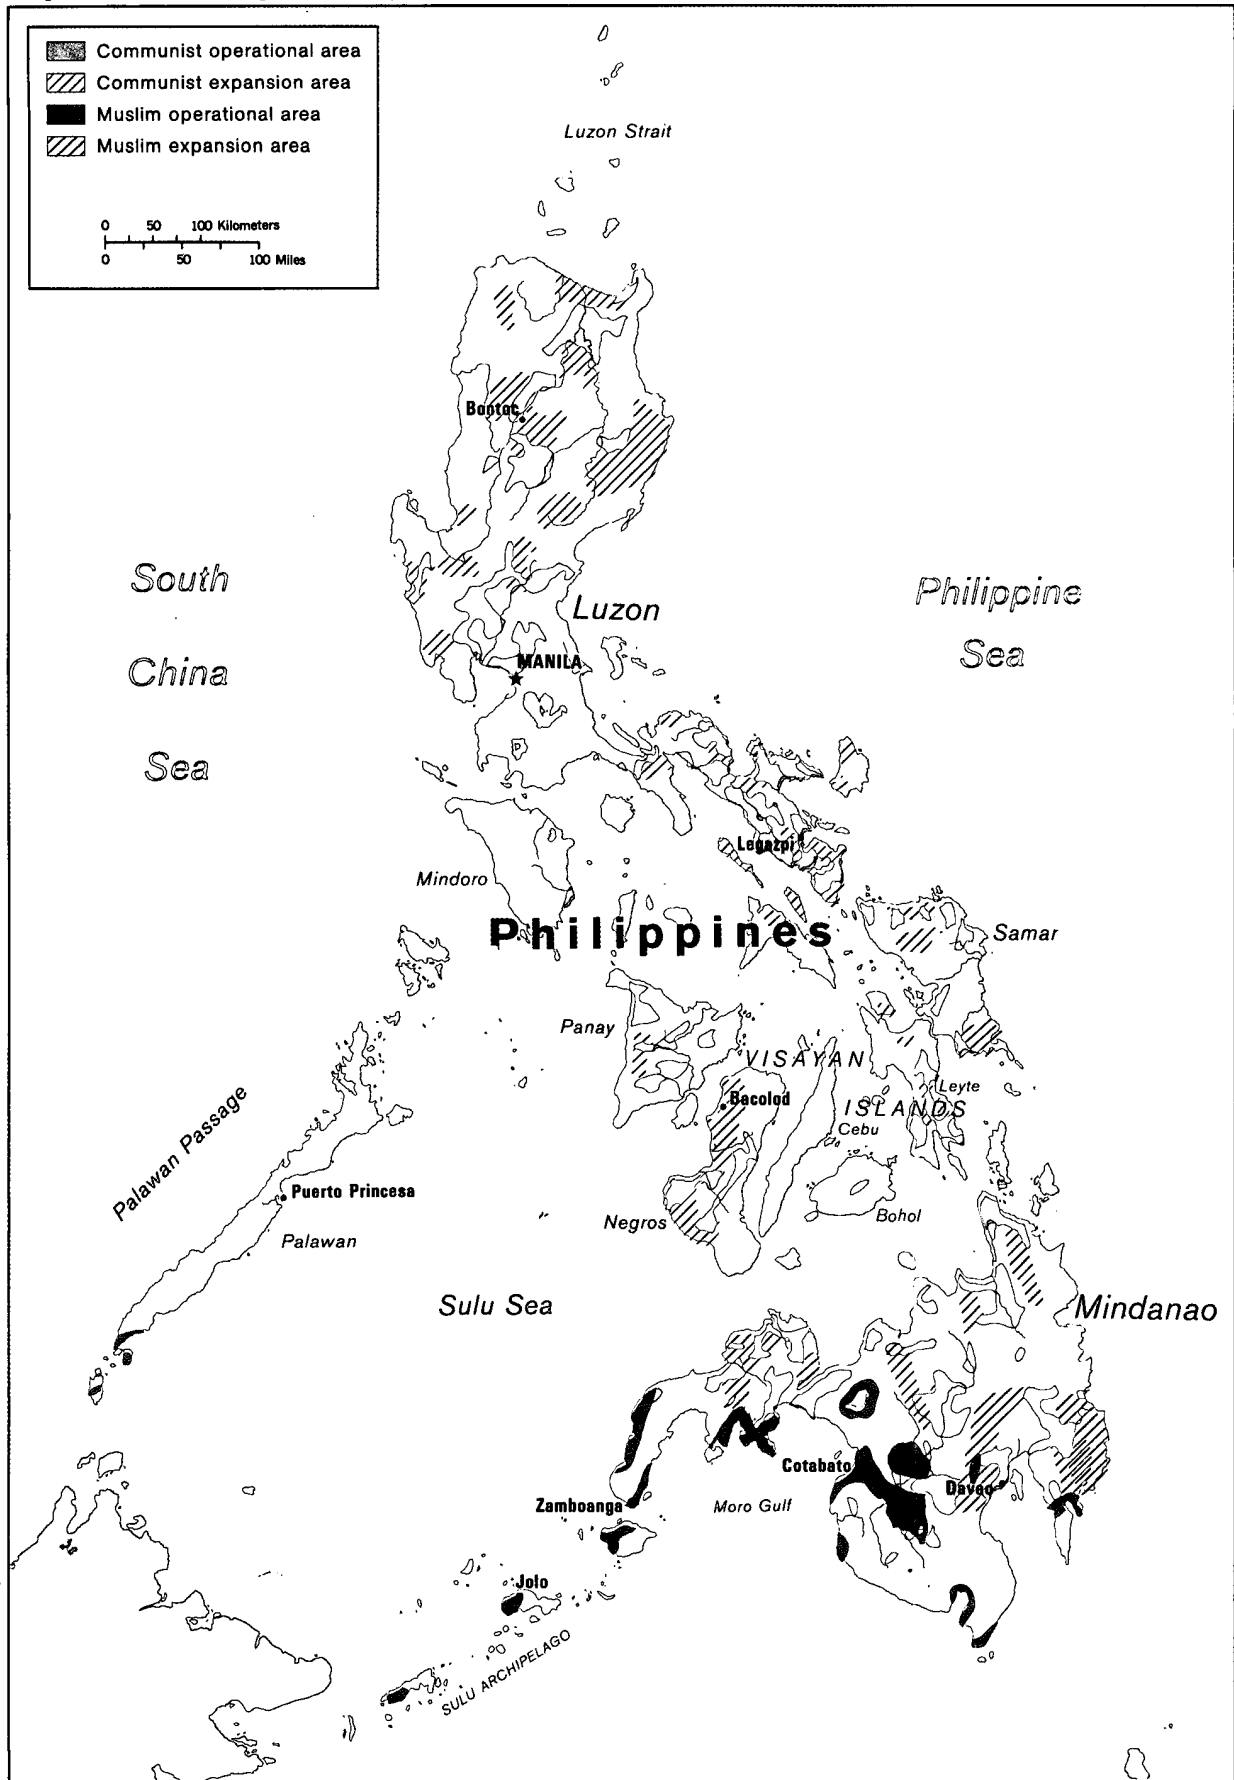 Communist operational area
Communist expansion area
Muslim operational area
Muslim expansion area
0 50 100 Kilometers
0 50 100 Miles
Luzon Strait
Bontoc
South
China
Sea
Philippine
Sea
Luzon
MANILA
Legazpi
Mindoro
Philippines
Samar
Panay
VISAYAN
ISLANDS
Leyte
Bacolod
Cebu
Palawan Passage
Puerto Princesa
Palawan
Negros
Bohol
Sulu Sea
Mindanao
Cotabato
Davao
Zamboanga
Moro Gulf
Jolo
SULU ARCHIPELAGO